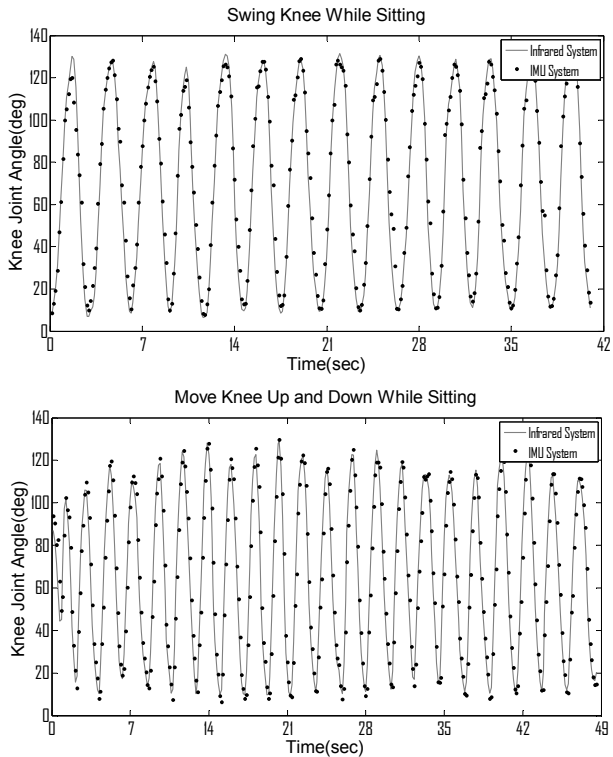 Swing Knee While Sitting
140
120
100
80
60
40
20
0
Knee Joint Angle(deg)
Infrared System
IMU System
0 7 14 21 28 35 42
Time(sec)
Move Knee Up and Down While Sitting
140
120
100
80
60
40
20
0
Knee Joint Angle(deg)
Infrared System
IMU System
0 7 14 21 28 35 42 49
Time(sec)